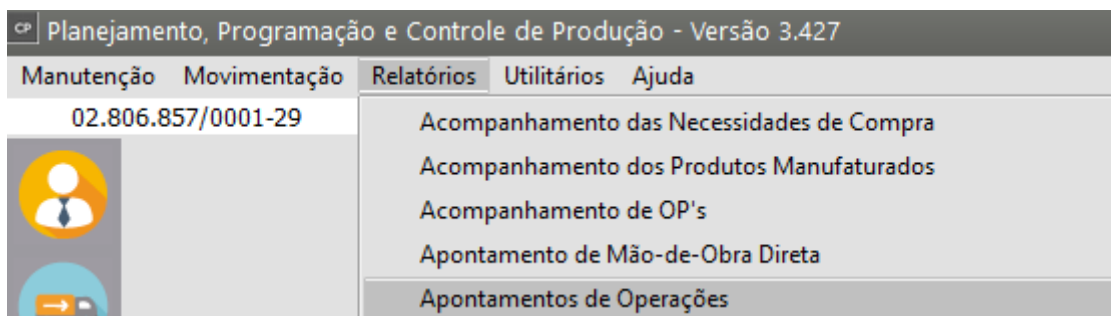 CP Planejamento, Programação e Controle de Produção - Versão 3.427
Manutenção Movimentação Relatórios Utilitários Ajuda
02.806.857/0001-29
Acompanhamento das Necessidades de Compra
Acompanhamento dos Produtos Manufaturados
Acompanhamento de OP's
Apontamento de Mão-de-Obra Direta
Apontamentos de Operações